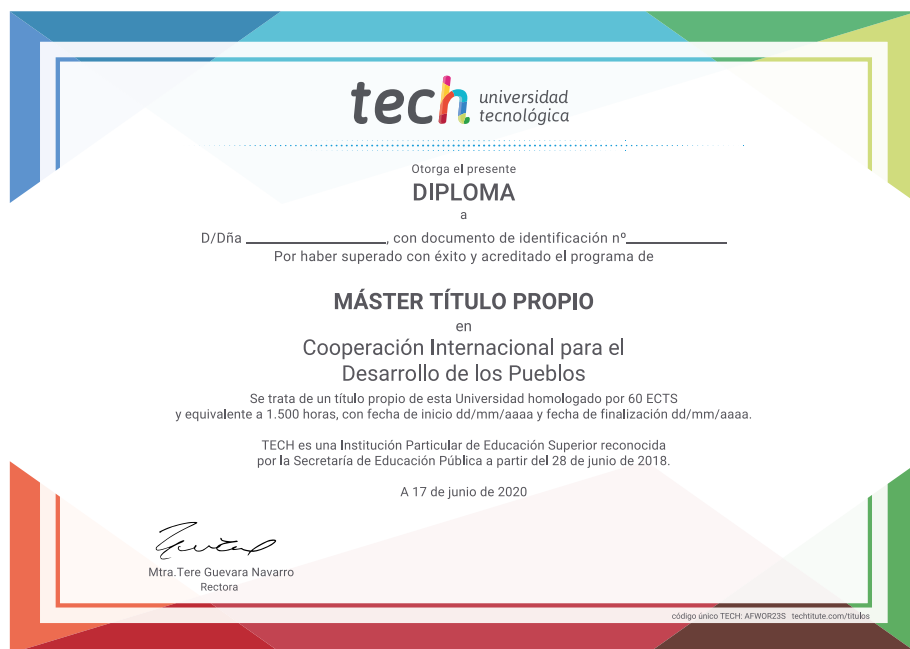 tech universidad
tecnológica
Otorga el presente
DIPLOMA
a
D/Dña ____________________, con documento de identificación nº______________
Por haber superado con éxito y acreditado el programa de
MÁSTER TÍTULO PROPIO
en
Cooperación Internacional para el
Desarrollo de los Pueblos
Se trata de un título propio de esta Universidad homologado por 60 ECTS
y equivalente a 1.500 horas, con fecha de inicio dd/mm/aaaa y fecha de finalización dd/mm/aaaa.
TECH es una Institución Particular de Educación Superior reconocida
por la Secretaría de Educación Pública a partir del 28 de junio de 2018.
A 17 de junio de 2020
Mtra.Tere Guevara Navarro
Rectora
código único TECH: AFWOR23S techtitute.com/titulos